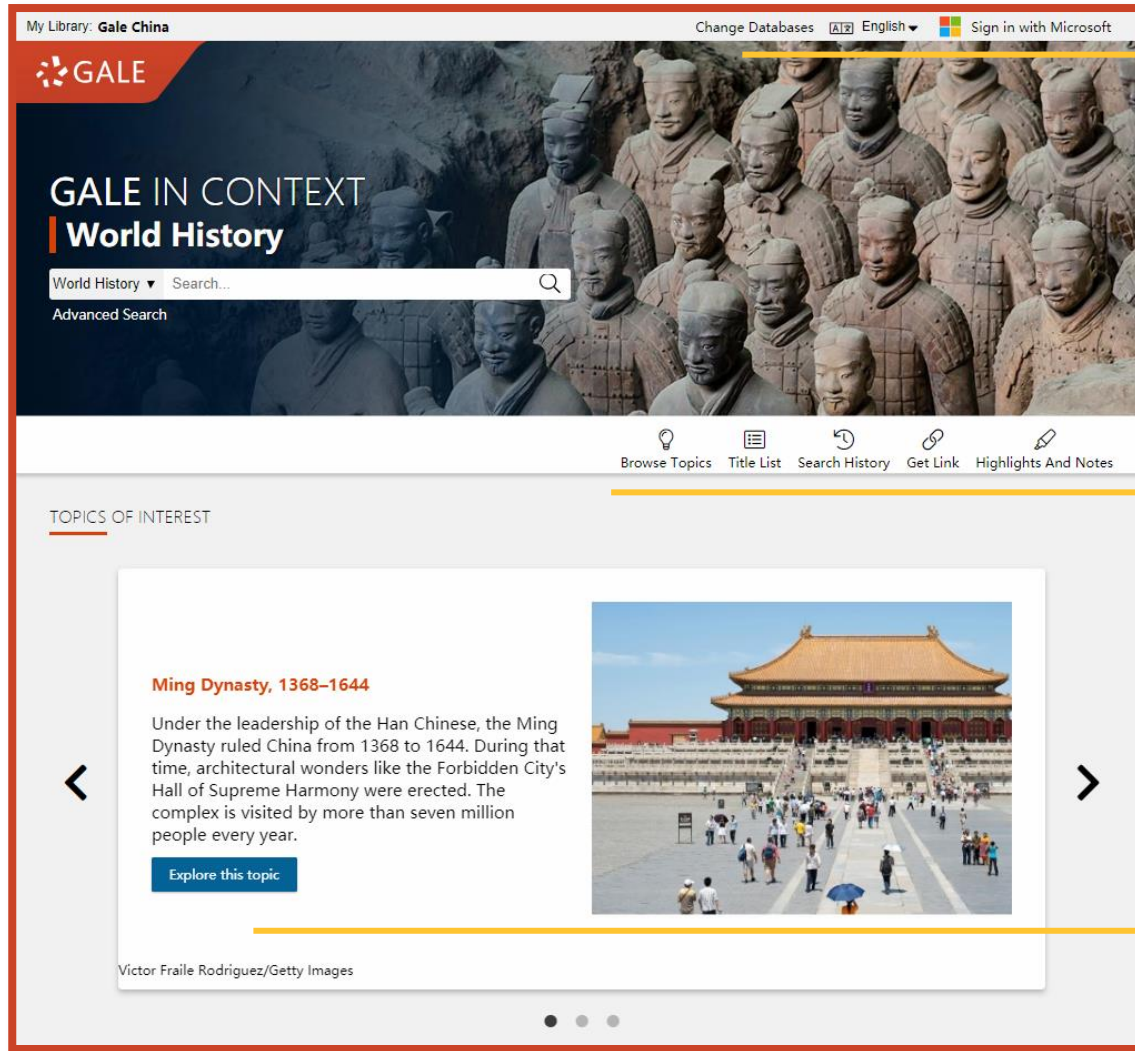 My Library: Gale China
Change Databases English Sign in with Microsoft
GALE
GALE IN CONTEXT
World History
World History Search...
Advanced Search
Browse Topics Title List Search History Get Link Highlights And Notes
TOPICS OF INTEREST
Ming Dynasty, 1368–1644
Under the leadership of the Han Chinese, the Ming
Dynasty ruled China from 1368 to 1644. During that
time, architectural wonders like the Forbidden City's
Hall of Supreme Harmony were erected. The
complex is visited by more than seven million
people every year.
Explore this topic
Victor Fraile Rodriguez/Getty Images